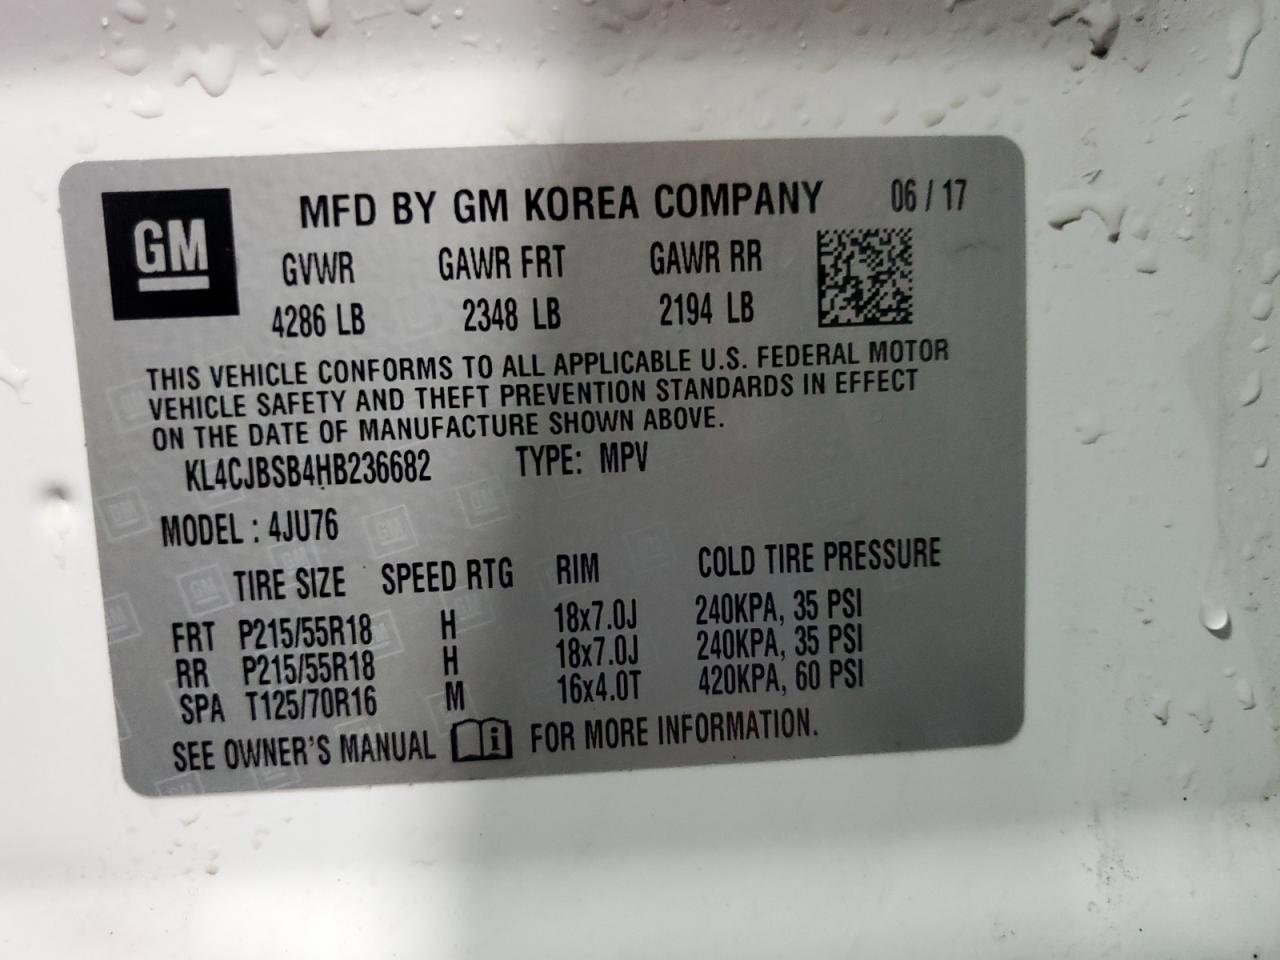 GM
MFD BY GM KOREA COMPANY 06 / 17
GVWR GAWR FRT GAWR RR
4286 LB 2348 LB 2194 LB
THIS VEHICLE CONFORMS TO ALL APPLICABLE U.S. FEDERAL MOTOR
VEHICLE SAFETY AND THEFT PREVENTION STANDARDS IN EFFECT
ON THE DATE OF MANUFACTURE SHOWN ABOVE.
KL4CJBSB4HB236682 TYPE: MPV
MODEL : 4JU76
TIRE SIZE SPEED RTG RIM COLD TIRE PRESSURE
FRT P215/55R18 H 18x7.0J 240KPA, 35 PSI
RR P215/55R18 H 18x7.0J 240KPA, 35 PSI
SPA T125/70R16 M 16x4.0T 420KPA, 60 PSI
SEE OWNER'S MANUAL i FOR MORE INFORMATION.